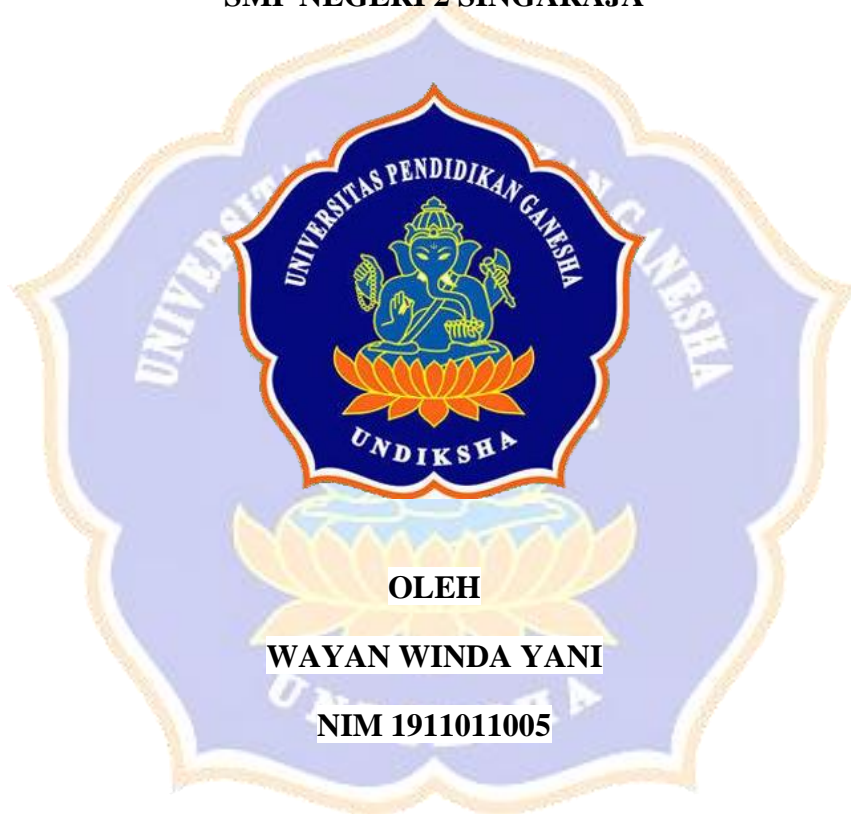 SMP NEGERI 2 SINGARAJA
UNIVERSITAS PENDIDIKAN GANESHA
UNDIKSHA
OLEH
WAYAN WINDA YANI
NIM 1911011005